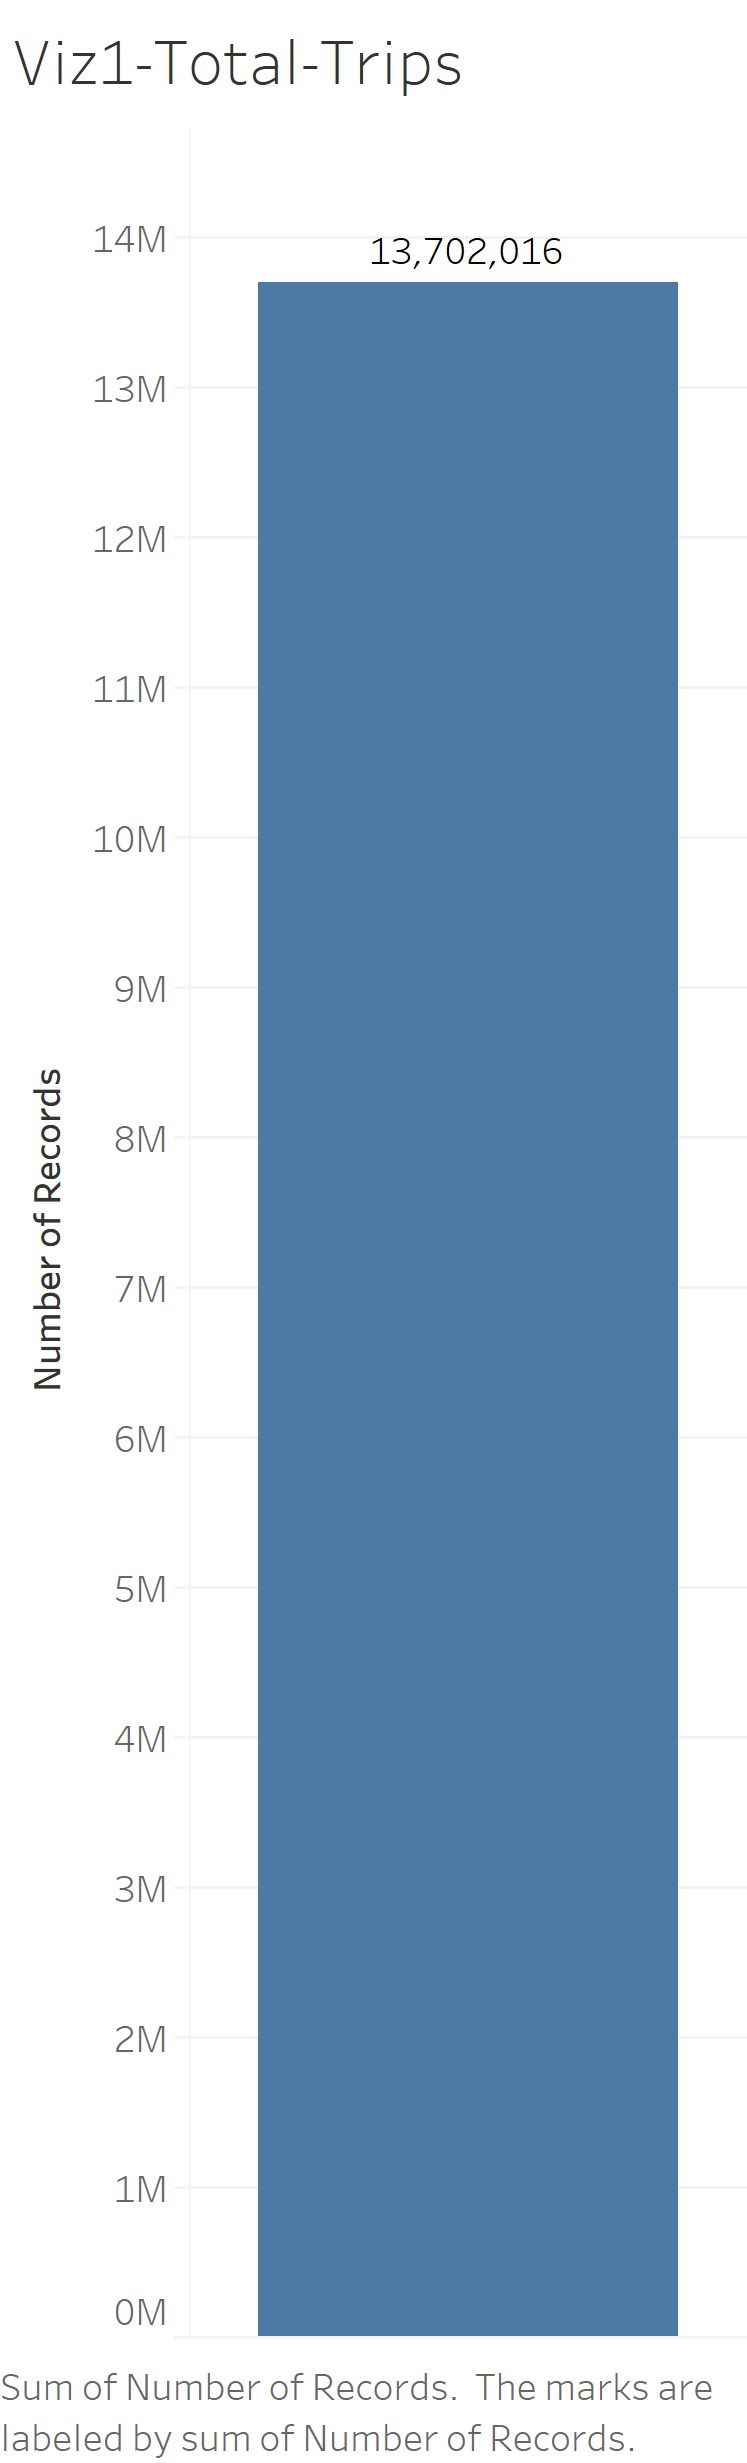 Viz1-Total-Trips
14M
13,702,016
13M
12M
11M
10M
9M
8M
7M
6M
5M
4M
3M
2M
1M
0M
Number of Records
Sum of Number of Records.  The marks are
labeled by sum of Number of Records.